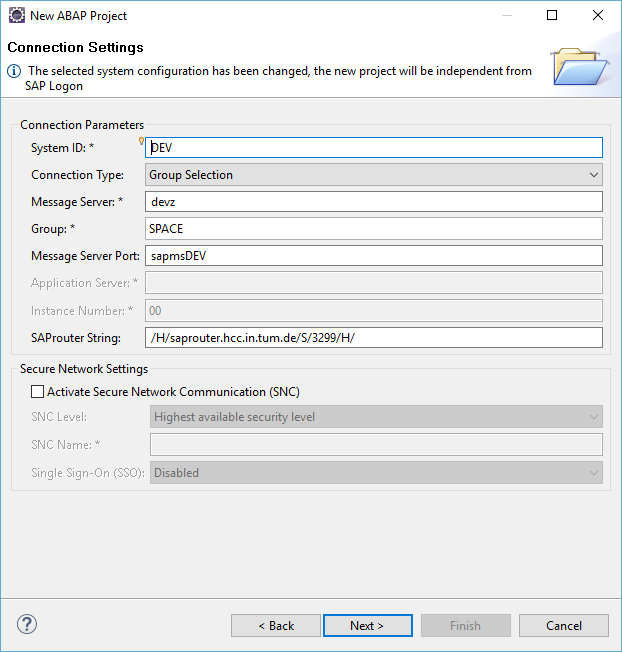 New ABAP Project
Connection Settings
The selected system configuration has been changed, the new project will be independent from
SAP Logon
Connection Parameters
System ID: * DEV
Connection Type: Group Selection
Message Server: * devz
Group: * SPACE
Message Server Port: sapmsDEV
Application Server: *
Instance Number: * 00
SAProuter String: /H/saprouter.hcc.in.tum.de/S/3299/H/
Secure Network Settings
Activate Secure Network Communication (SNC)
SNC Level: Highest available security level
SNC Name: *
Single Sign-On (SSO): Disabled
? < Back Next > Finish Cancel